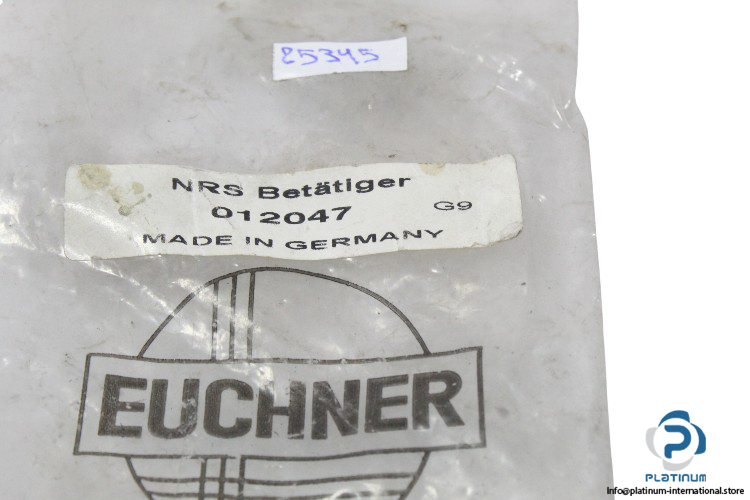 25345
NRS Betätiger
012047 G9
MADE IN GERMANY
EUCHNER
PLATINUM
Info@platinum-international.store